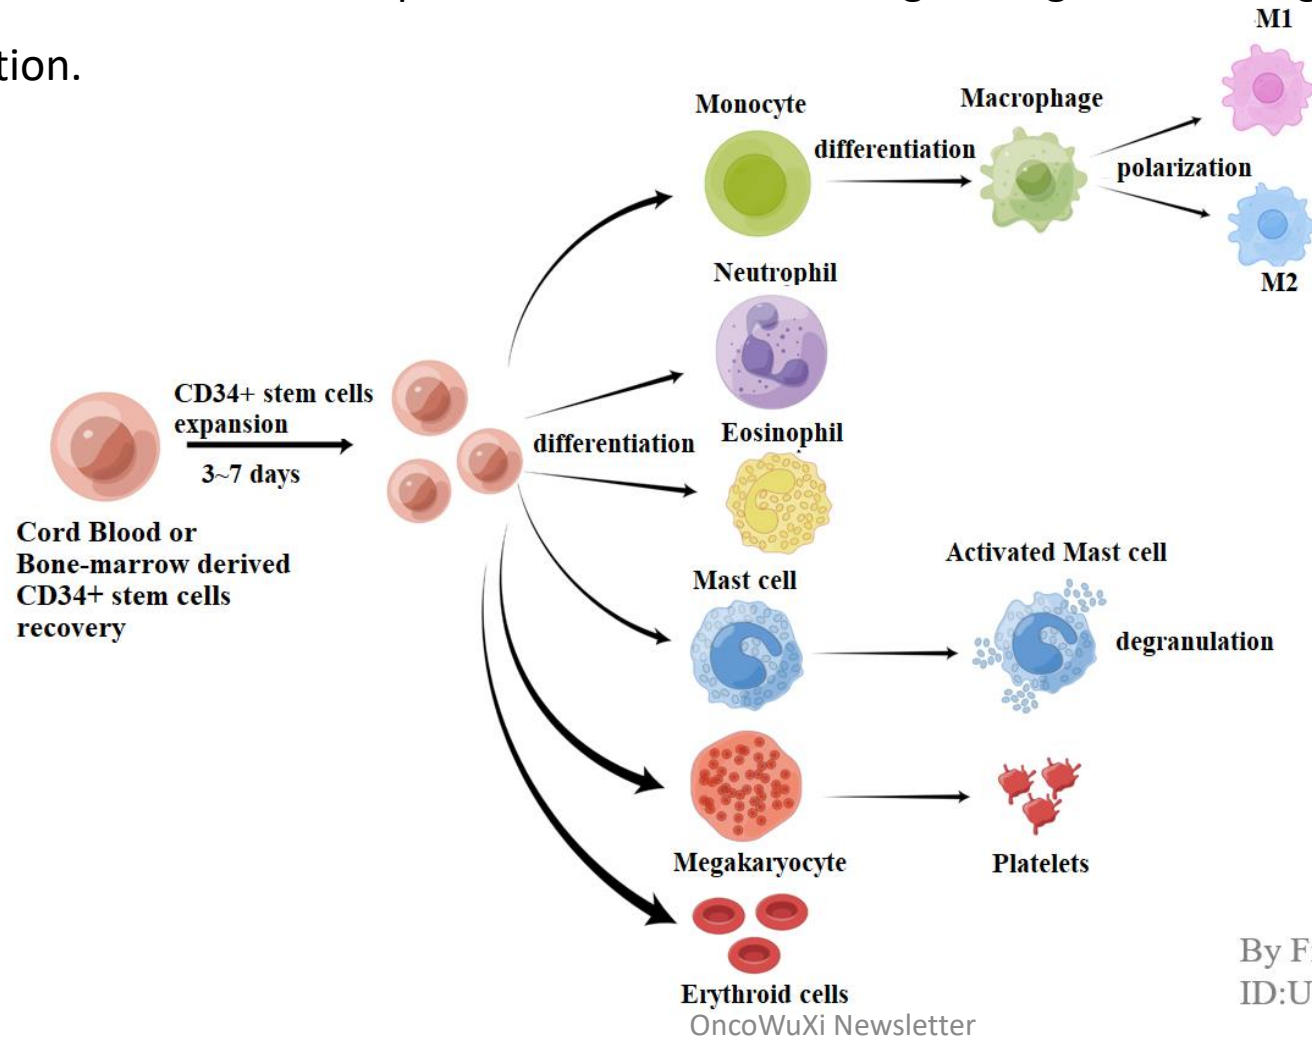 tion.
M1
Monocyte
Macrophage
differentiation
polarization
M2
Neutrophil
CD34+ stem cells
expansion
3~7 days
differentiation
Eosinophil
Cord Blood or
Bone-marrow derived
CD34+ stem cells
recovery
Mast cell
Activated Mast cell
degranulation
Megakaryocyte
Platelets
Erythroid cells
By F
ID:U
OncoWuXi Newsletter